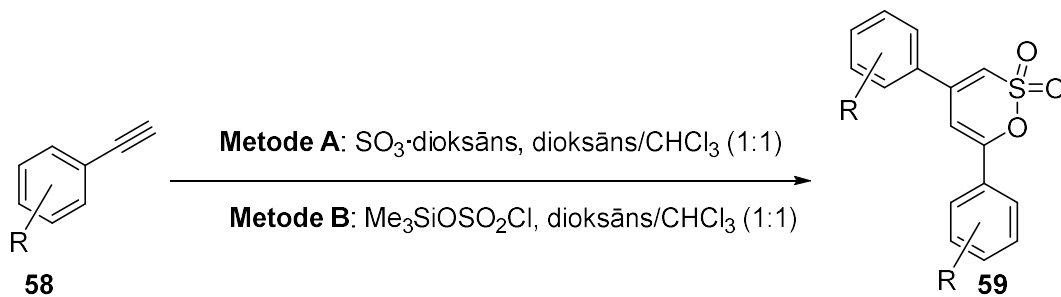 R
58
Metode A: SO₃-dioksāns, dioksāns/CHCl₃ (1:1)
Metode B: Me₃SiOSO₂Cl, dioksāns/CHCl₃ (1:1)
R
O
S
O
O
R
59